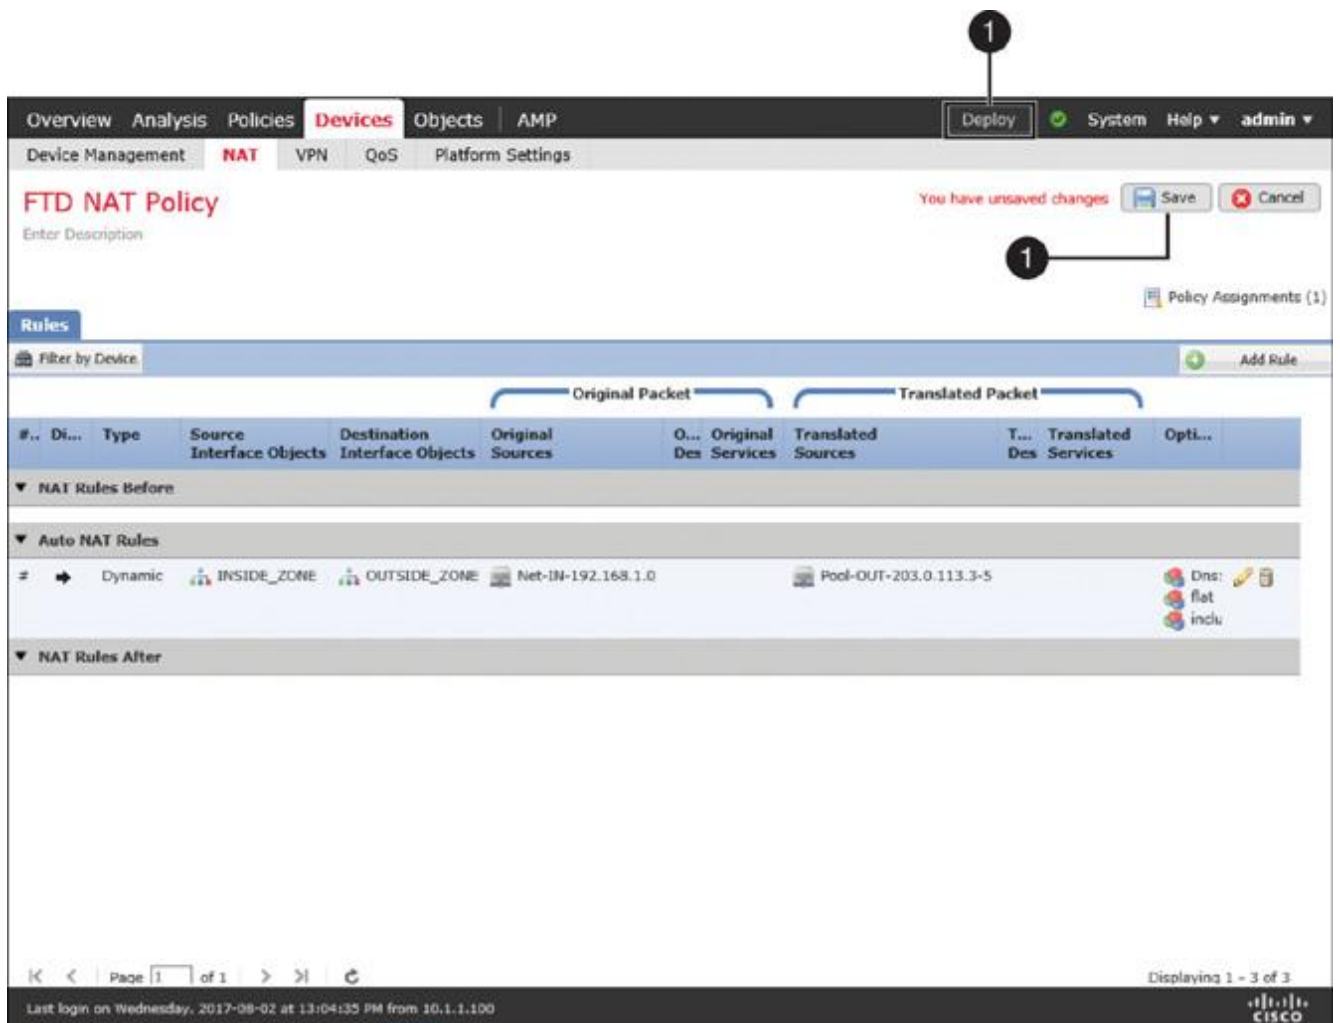 1
Overview Analysis Policies Devices Objects AMP Deploy System Help admin
Device Management NAT VPN QoS Platform Settings
FTD NAT Policy
You have unsaved changes Save Cancel
Enter Description
1
Policy Assignments (1)
Rules
Filter by Device
Add Rule
Original Packet Translated Packet
#.. Di... Type Source Interface Objects Destination Interface Objects Original Sources O... Des Original Services Translated Sources T... Des Translated Services Opti...
NAT Rules Before
Auto NAT Rules
# Dynamic INSIDE_ZONE OUTSIDE_ZONE Net-IN-192.168.1.0 Pool-OUT-203.0.113.3-5 Dns:
flat
inclu
NAT Rules After
Page 1 of 1 Displaying 1 - 3 of 3
Last login on Wednesday, 2017-08-02 at 13:04:35 PM from 10.1.1.100
CISCO